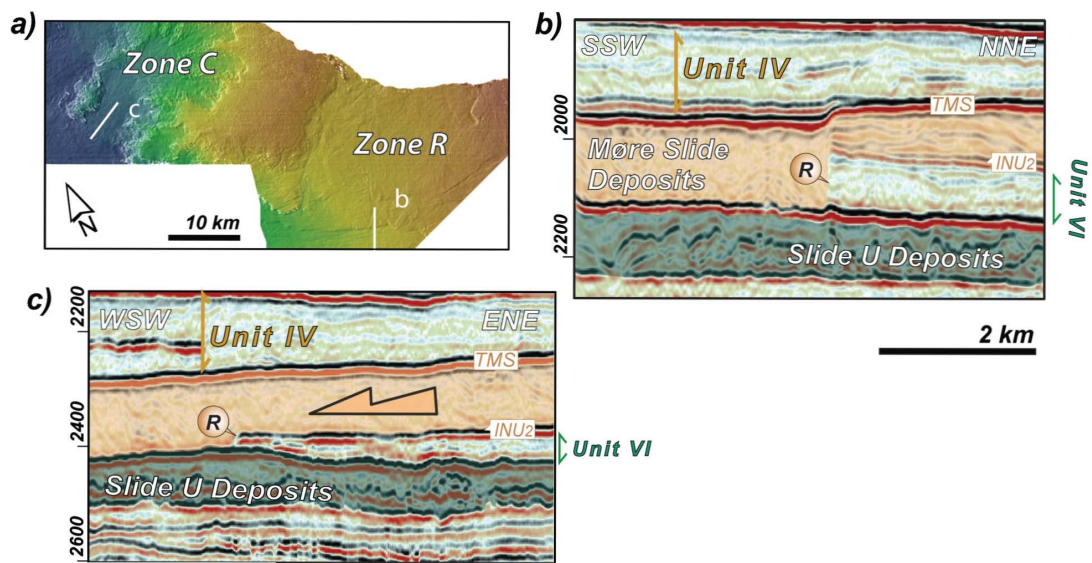 a)
Zone C
c
Zone R
b
N
10 km
b)
SSW
NNE
Unit IV
TMS
2000
Møre Slide
Deposits
R
INU2
Unit VI
2200
Slide U Deposits
2 km
c)
2200
WSW
ENE
Unit IV
TMS
2400
R
INU2
Unit VI
Slide U Deposits
2600